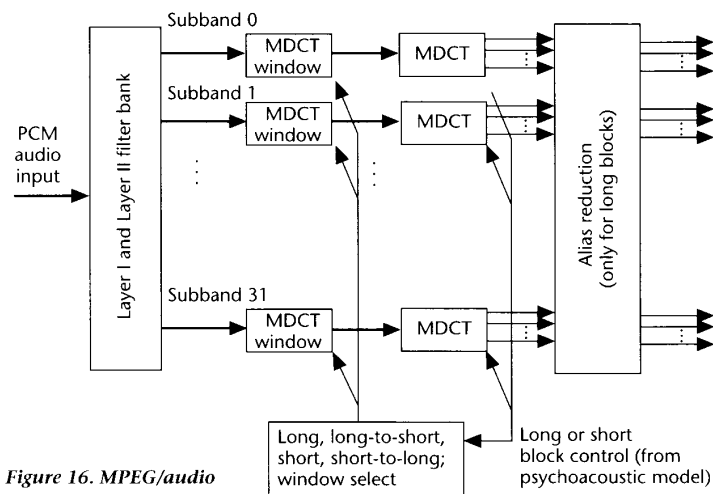 Subband 0
MDCT
window
MDCT
Subband 1
MDCT
window
MDCT
PCM
audio
input
Layer I and Layer II filter bank
Subband 31
MDCT
window
MDCT
Alias reduction
(only for long blocks)
Long, long-to-short,
short, short-to-long;
window select
Long or short
block control (from
psychoacoustic model)
Figure 16. MPEG/audio